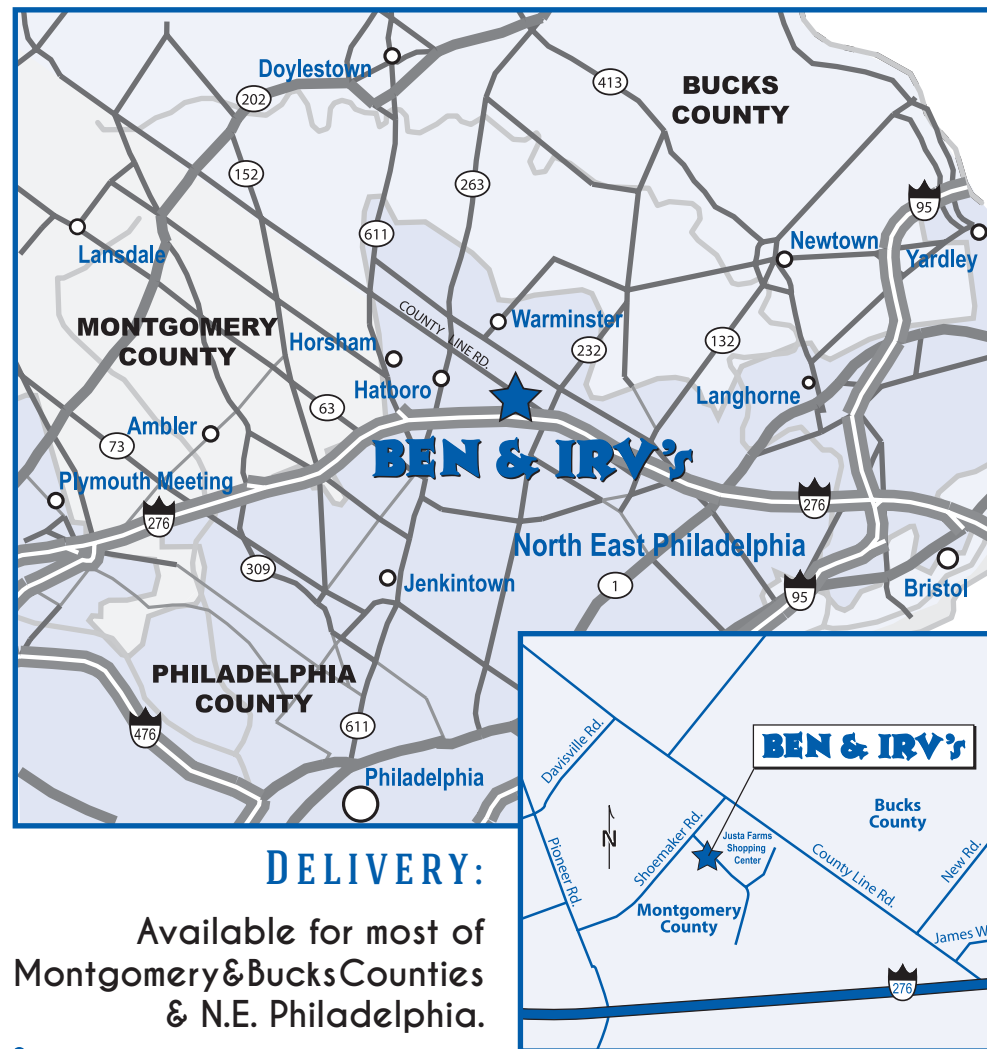 Doylestown
413
BUCKS
COUNTY
202
152
263
95
611
Lansdale
Newtown
Yardley
COUNTY LINE RD.
MONTGOMERY
COUNTY
Warminster
Horsham
232
132
Hatboro
Langhorne
63
Ambler
73
BEN & IRV's
Plymouth Meeting
276
276
North East Philadelphia
309
Jenkintown
1
95
Bristol
PHILADELPHIA
COUNTY
476
611
Philadelphia
Davisville Rd.
BEN & IRV's
Bucks
County
N
Pioneer Rd.
Shoemaker Rd.
Justa Farms
Shopping
Center
County Line Rd.
New Rd.
Montgomery
County
James W
276
DELIVERY:
Available for most of
Montgomery&BucksCounties
& N.E. Philadelphia.